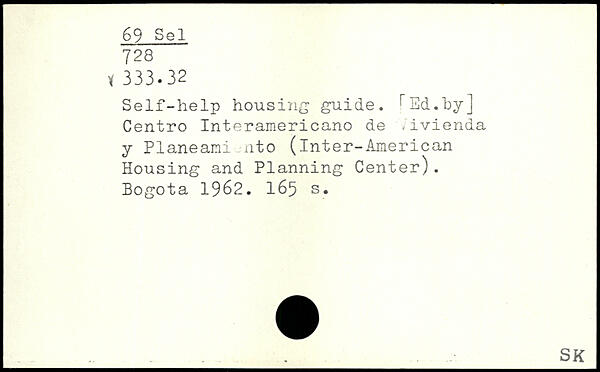 69 Sel
728
v 333.32
Self-help housing guide. [Ed.by]
Centro Interamericano de Vivienda
y Planeamiento (Inter-American
Housing and Planning Center).
Bogota 1962. 165 s.
SK